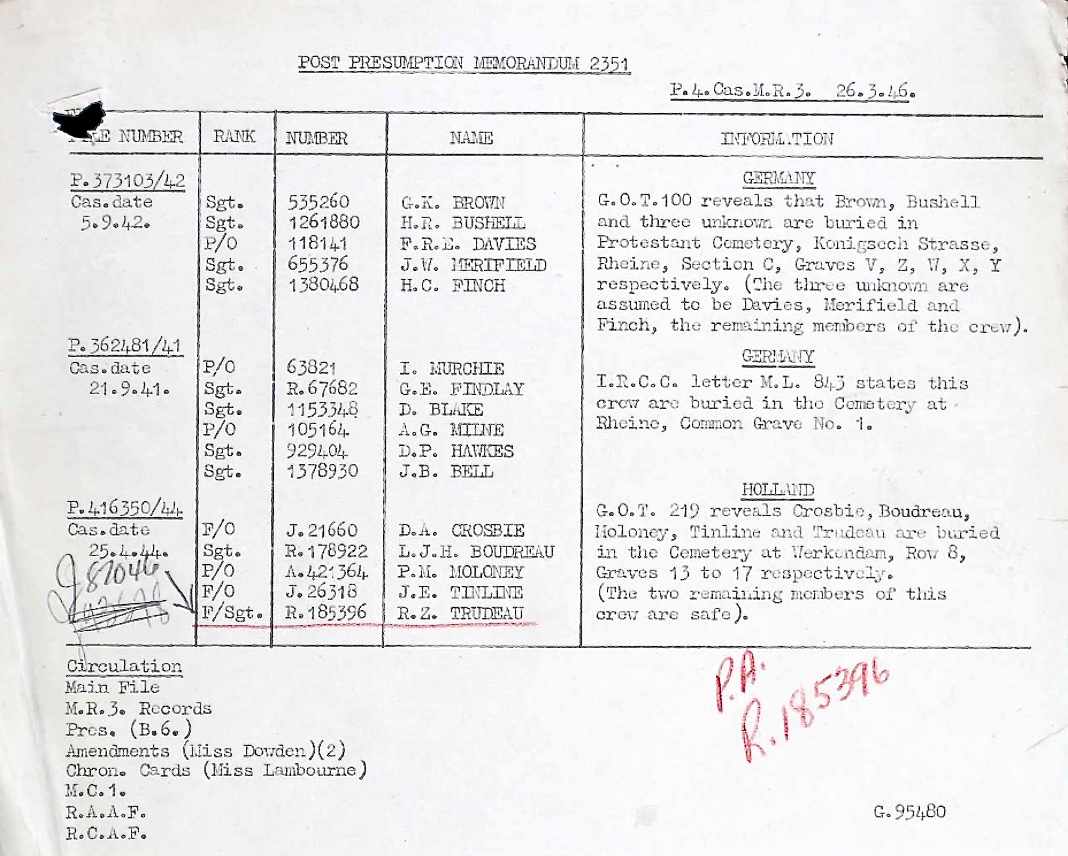 POST PRESUMPTION MEMORANDUM 2351
P.4.Cas.M.R.3. 26.3.46.
FILE NUMBER RANK NUMBER NAME INFORMATION
P.373103/42
Cas.date
5.9.42.
Sgt. 535260 G.K. BROWN
Sgt. 1261880 H.R. BUSHELL
P/O 118141 F.R.E. DAVIES
Sgt. 655376 J.W. MERIFIELD
Sgt. 1380468 H.C. FINCH
GERMANY
G.O.T.100 reveals that Brown, Bushell
and three unknown are buried in
Protestant Cemetery, Konigsech Strasse,
Rheine, Section C, Graves V, Z, W, X, Y
respectively. (The three unknown are
assumed to be Davies, Merifield and
Finch, the remaining members of the crew).
P.362481/41
Cas.date
21.9.41.
P/O 63821 I. MURCHIE
Sgt. R.67682 G.E. FINDLAY
Sgt. 1153348 D. BLAKE
P/O 105164 A.G. MILNE
Sgt. 929404 D.P. HAWKES
Sgt. 1378930 J.B. BELL
GERMANY
I.R.C.C. letter M.L. 843 states this
crew are buried in the Cemetery at
Rheine, Common Grave No. 1.
P.416350/44
Cas.date
25.4.44.
J87046
F/O J.21660 D.A. CROSBIE
Sgt. R.178922 L.J.H. BOUDREAU
P/O A.421364 P.M. MOLONEY
F/O J.26318 J.E. TINLINE
F/Sgt. R.185396 R.Z. TRUDEAU
HOLLAND
G.O.T. 219 reveals Crosbie, Boudreau,
Moloney, Tinline and Trudeau are buried
in the Cemetery at Werkendam, Row 8,
Graves 13 to 17 respectively.
(The two remaining members of this
crew are safe).
Circulation
Main File
M.R.3. Records
Pres. (B.6.)
Amendments (Miss Dowden)(2)
Chron. Cards (Miss Lambourne)
M.C.1.
R.A.A.F.
R.C.A.F.
P.A.
R.185396
G.95480